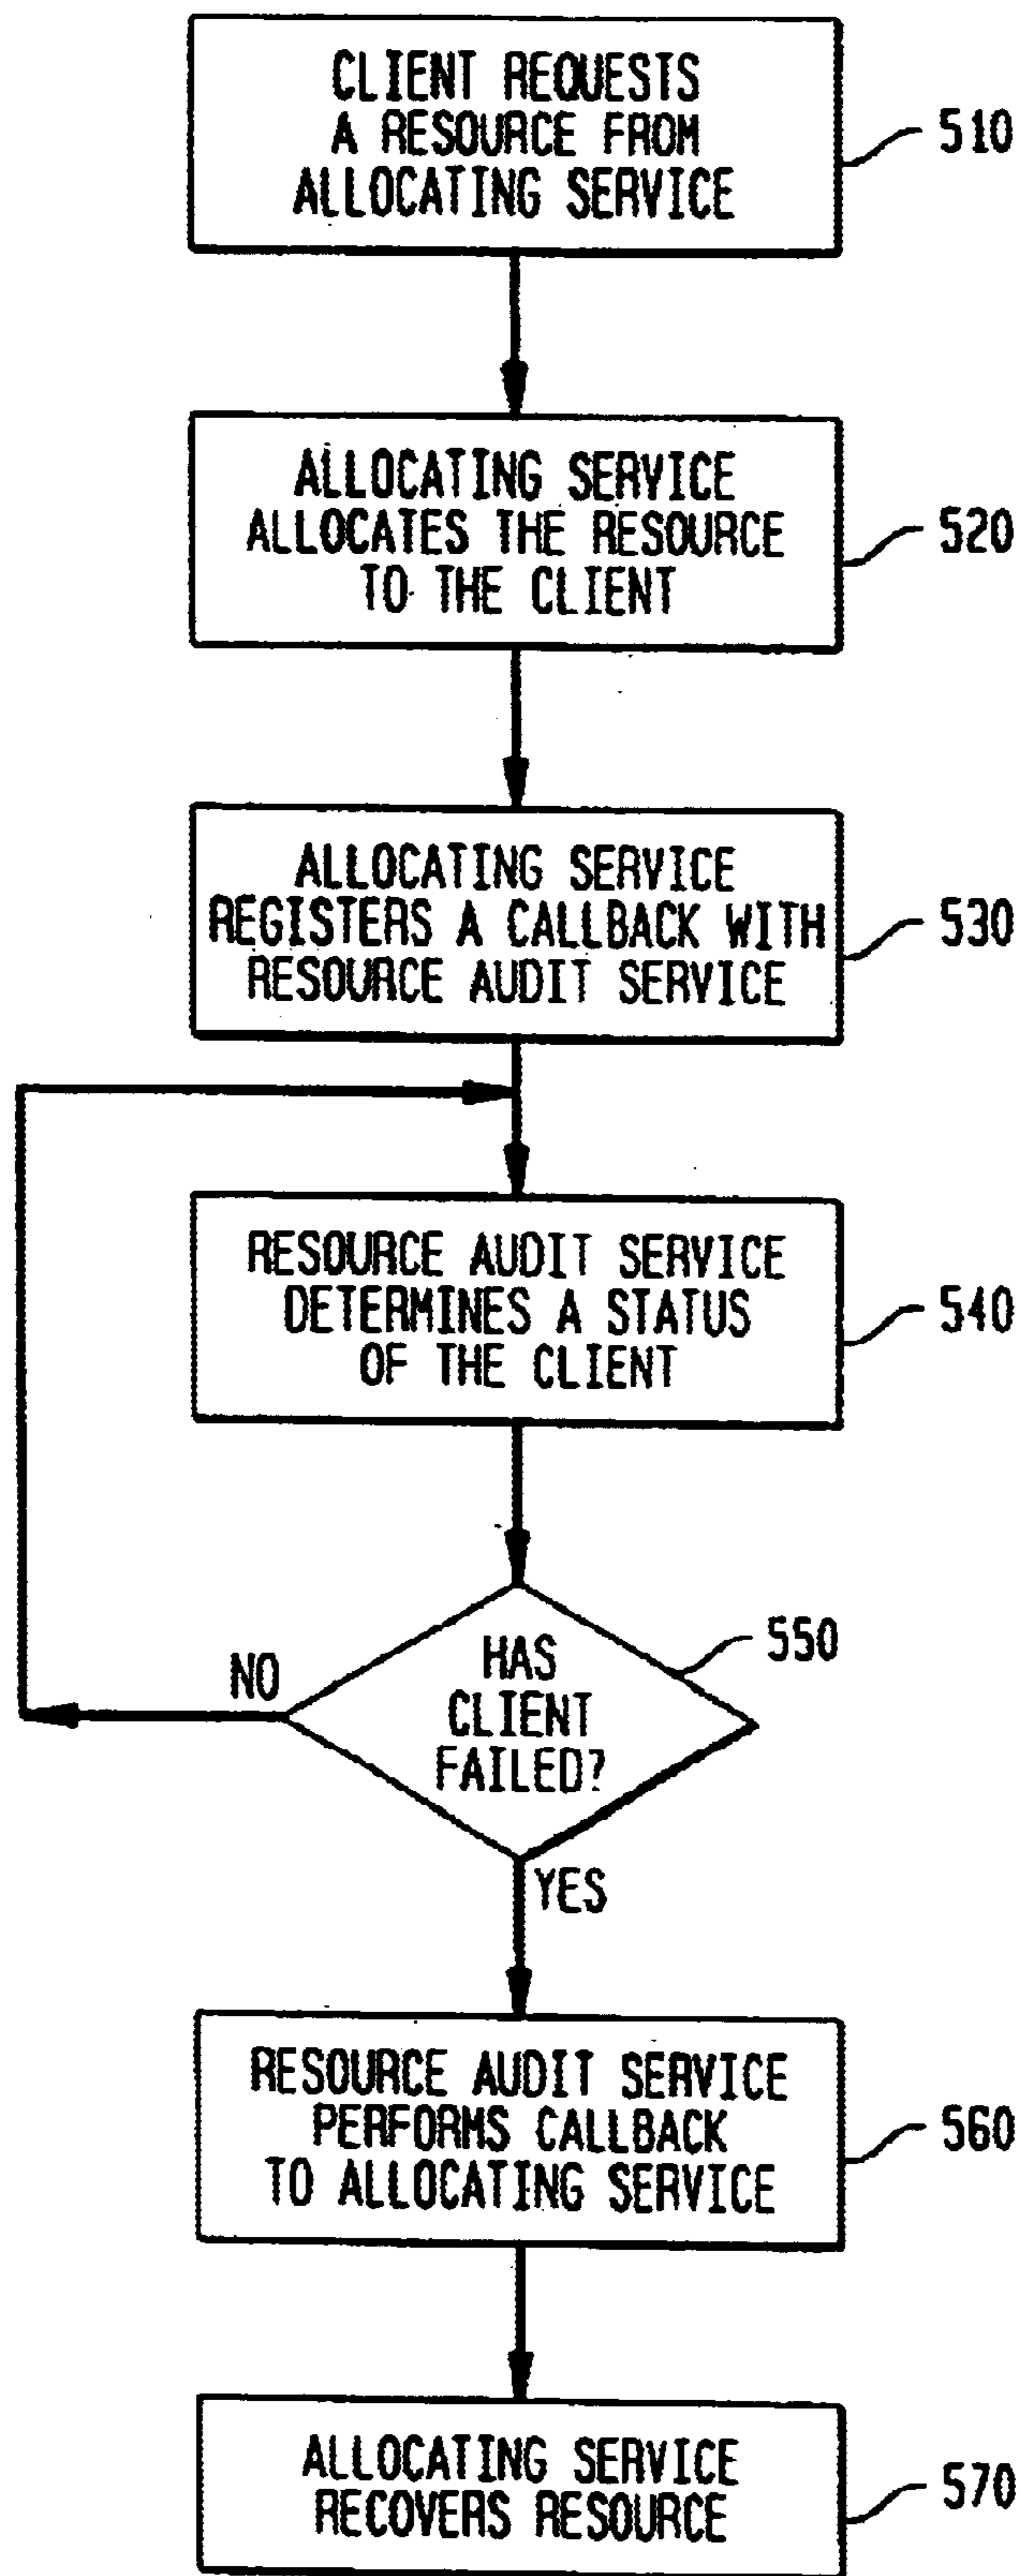 CLIENT REQUESTS
A RESOURCE FROM
ALLOCATING SERVICE
510
ALLOCATING SERVICE
ALLOCATES THE RESOURCE
TO THE CLIENT
520
ALLOCATING SERVICE
REGISTERS A CALLBACK WITH
RESOURCE AUDIT SERVICE
530
RESOURCE AUDIT SERVICE
DETERMINES A STATUS
OF THE CLIENT
540
HAS
CLIENT
FAILED?
550
NO
YES
RESOURCE AUDIT SERVICE
PERFORMS CALLBACK
TO ALLOCATING SERVICE
560
ALLOCATING SERVICE
RECOVERS RESOURCE
570